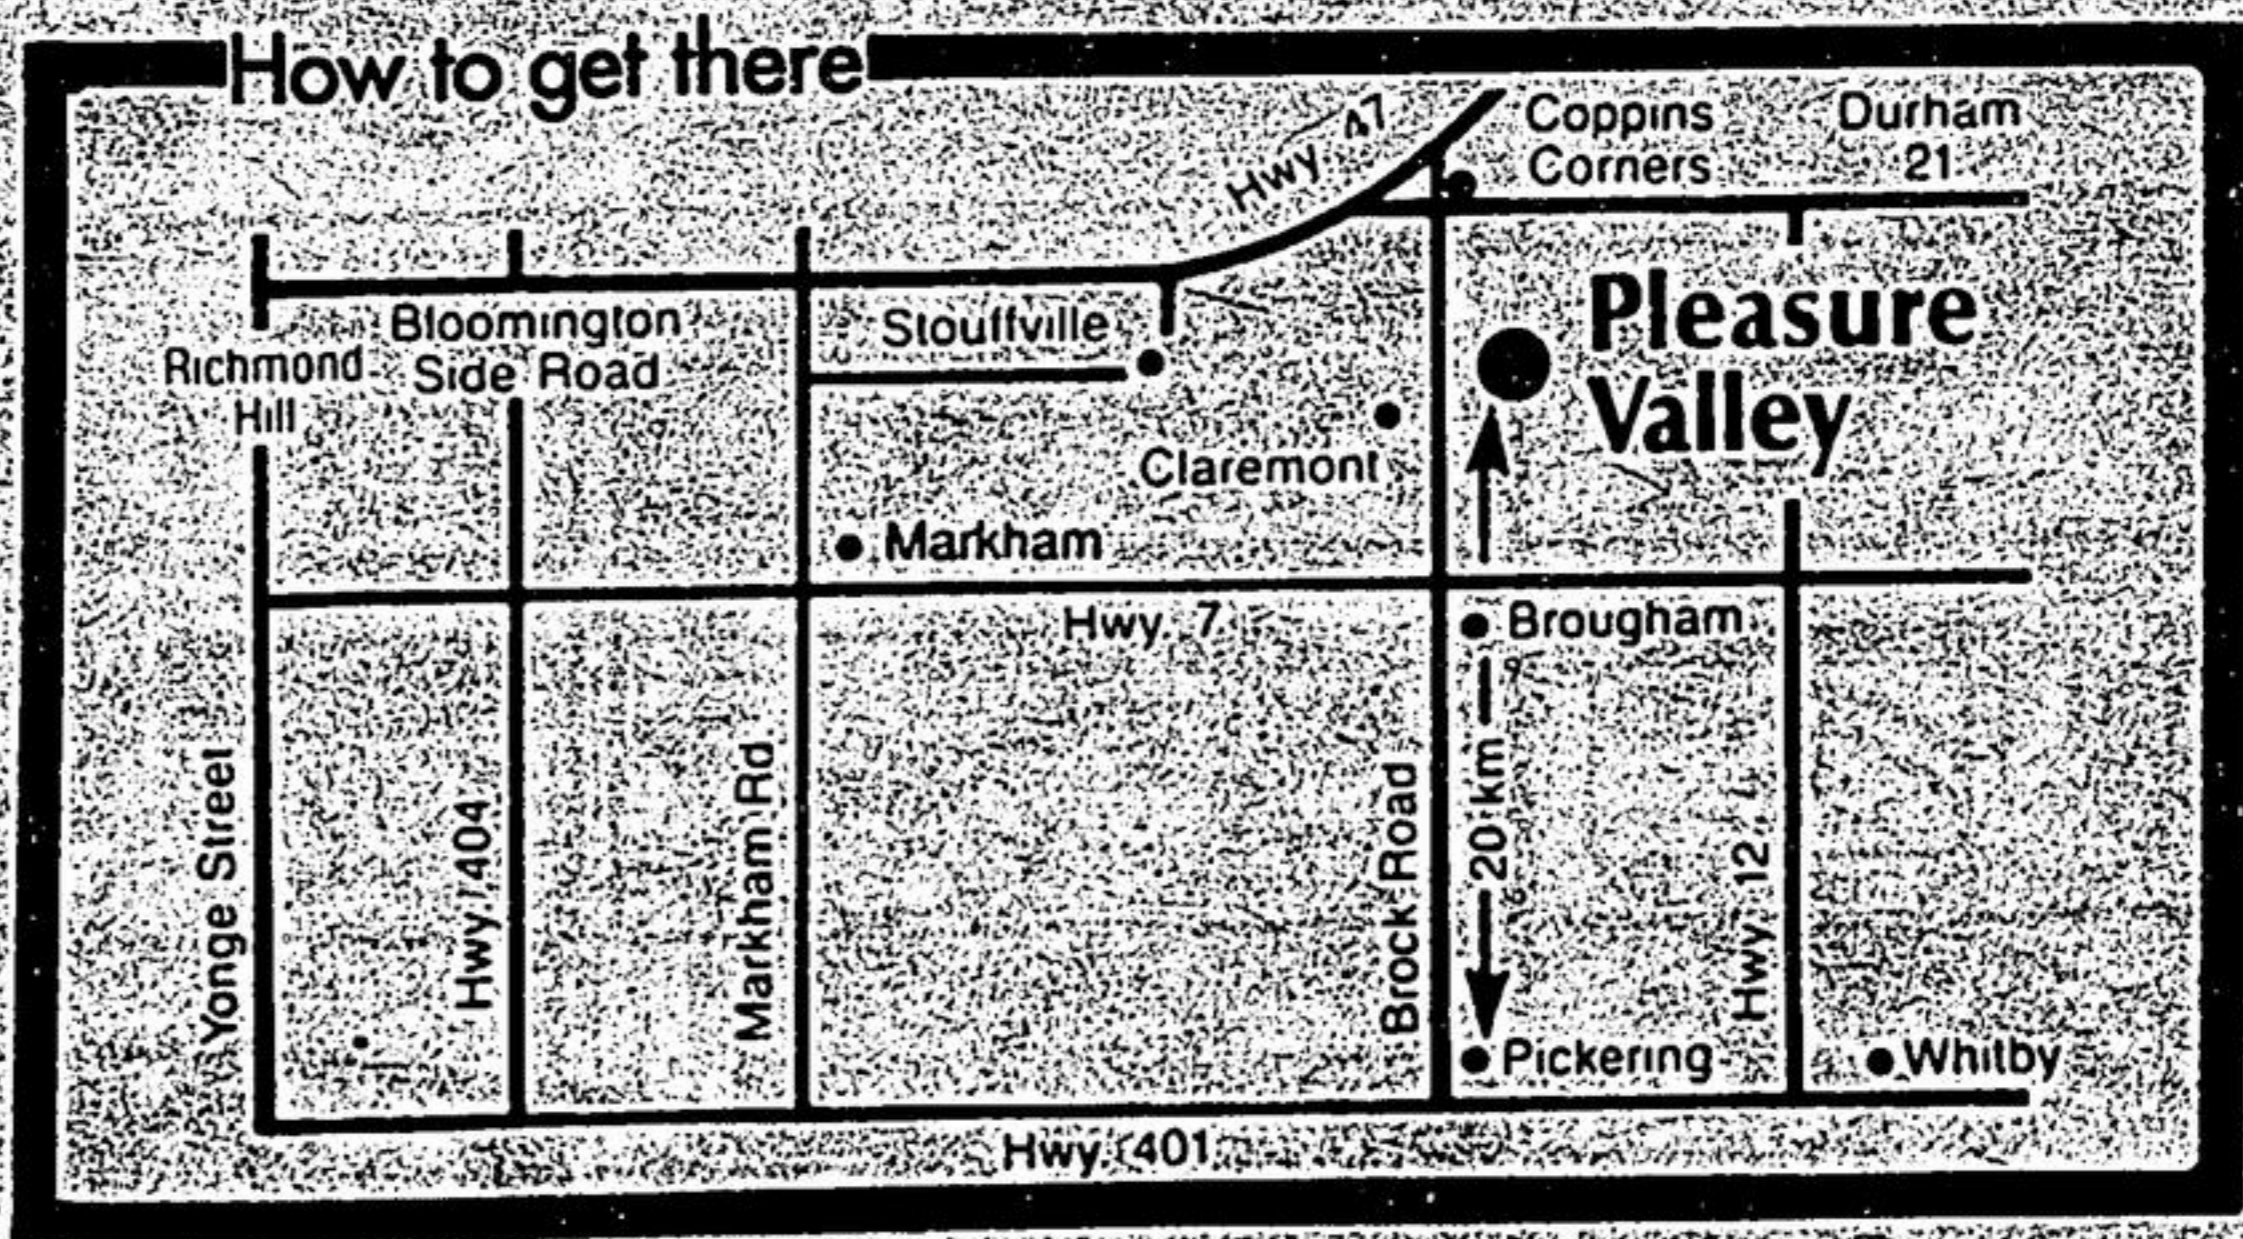 How to get there
Hwy 47
Coppins
Corners
Durham
21
Bloomington
Side Road
Richmond
Hill
Stouffville
Pleasure
Valley
Claremont
Markham
Hwy. 7
Brougham
Yonge Street
Hwy 404
Markham Rd
Brock Road
20 km
Hwy. 12
Pickering
Whitby
Hwy. 401